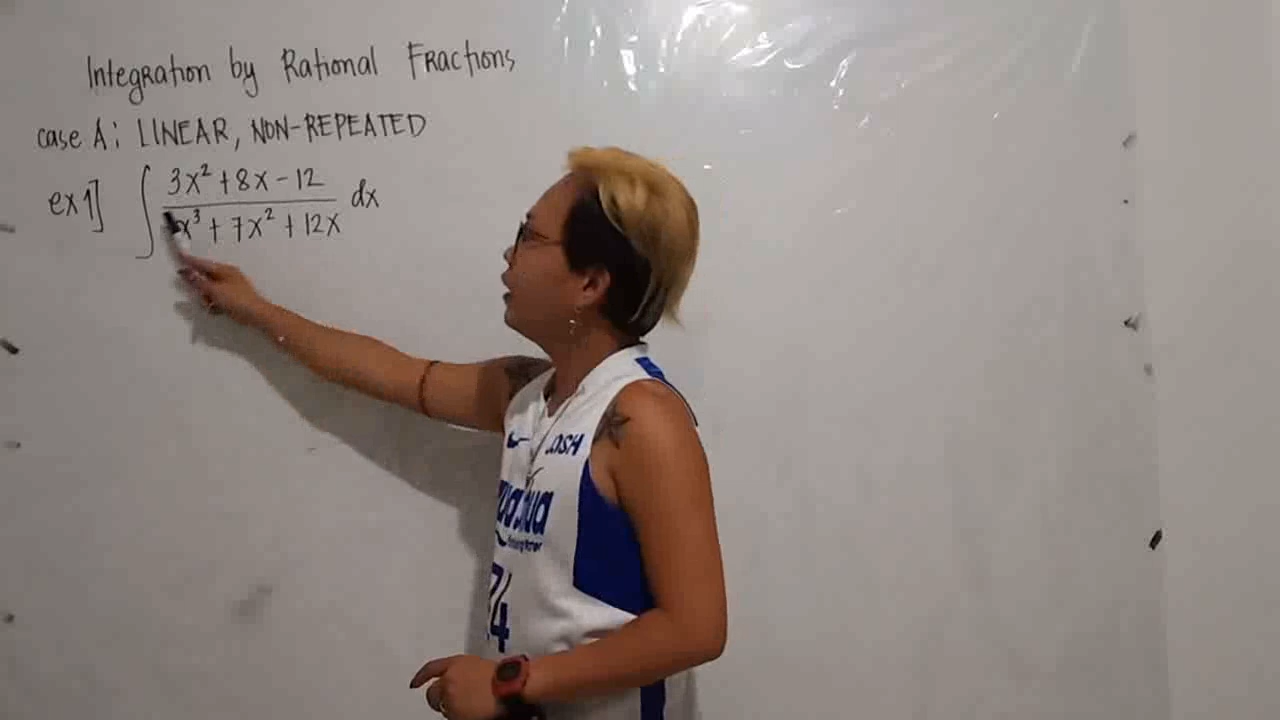 Integration by Rational Fractions
case A: LINEAR, NON-REPEATED
ex 1] ∫ 3x² + 8x - 12 dx
x³ + 7x² + 12x